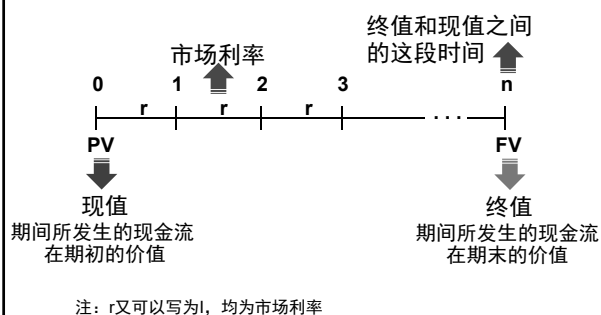 终值和现值之间
市场利率 的这段时间
0 1 2 3 n
r r r ...
PV FV
现值 终值
期间所发生的现金流 期间所发生的现金流
在期初的价值 在期末的价值
注：r又可以写为I，均为市场利率